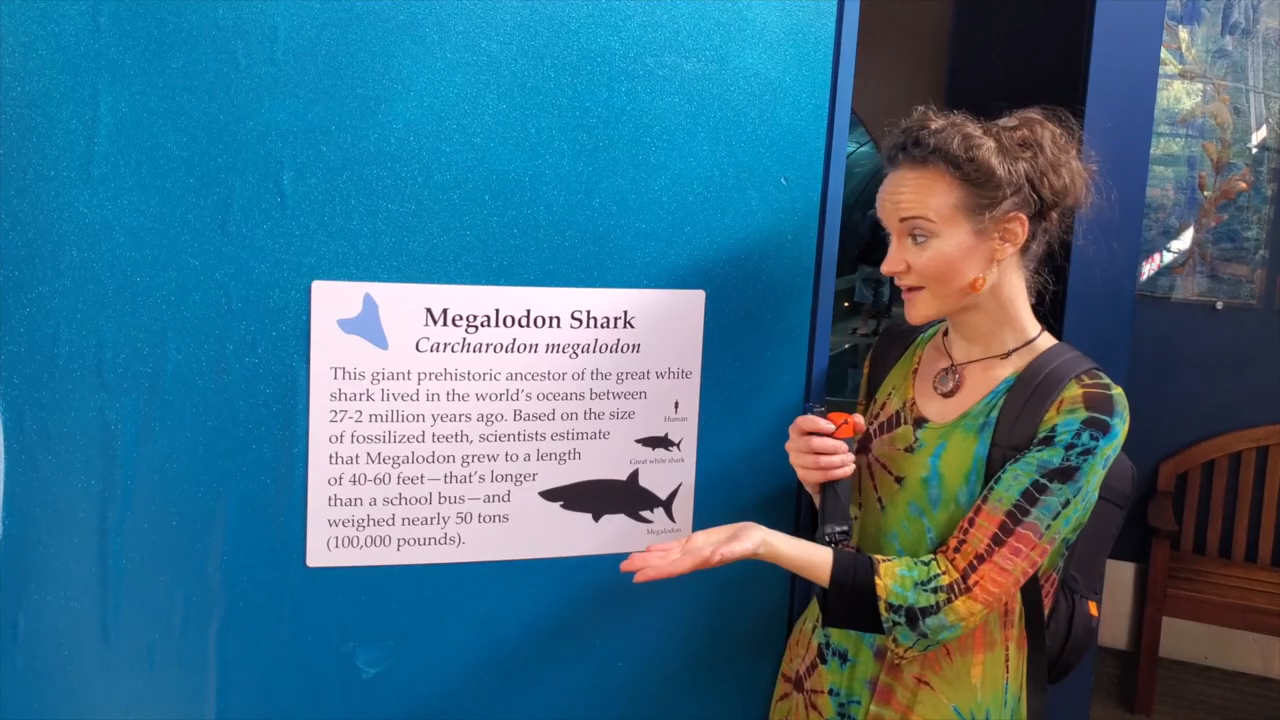 Megalodon Shark
Carcharodon megalodon
This giant prehistoric ancestor of the great white
shark lived in the world's oceans between
27-2 million years ago. Based on the size
of fossilized teeth, scientists estimate
that Megalodon grew to a length
of 40-60 feet—that's longer
than a school bus—and
weighed nearly 50 tons
(100,000 pounds).
Human
Great white shark
Megalodon